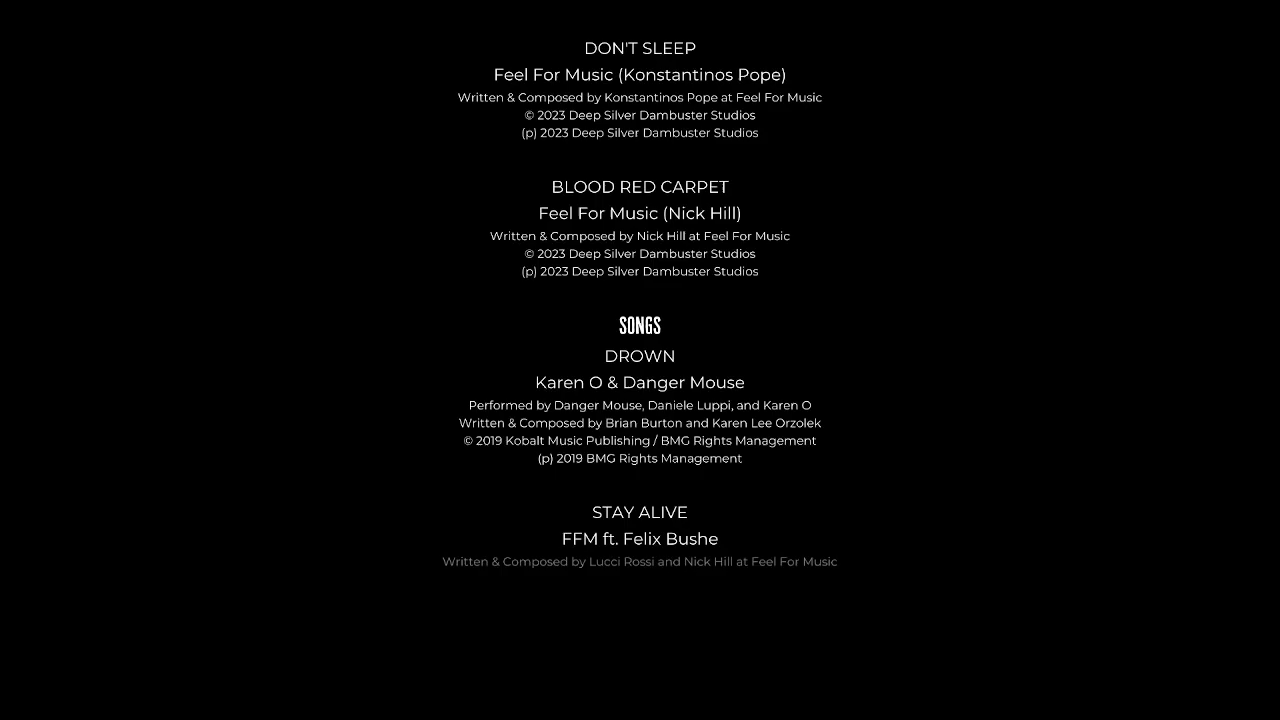 DON'T SLEEP
Feel For Music (Konstantinos Pope)
Written & Composed by Konstantinos Pope at Feel For Music
© 2023 Deep Silver Dambuster Studios
(p) 2023 Deep Silver Dambuster Studios
BLOOD RED CARPET
Feel For Music (Nick Hill)
Written & Composed by Nick Hill at Feel For Music
© 2023 Deep Silver Dambuster Studios
(p) 2023 Deep Silver Dambuster Studios
SONGS
DROWN
Karen O & Danger Mouse
Performed by Danger Mouse, Daniele Luppi, and Karen O
Written & Composed by Brian Burton and Karen Lee Orzolek
© 2019 Kobalt Music Publishing / BMG Rights Management
(p) 2019 BMG Rights Management
STAY ALIVE
FFM ft. Felix Bushe
Written & Composed by Lucci Rossi and Nick Hill at Feel For Music